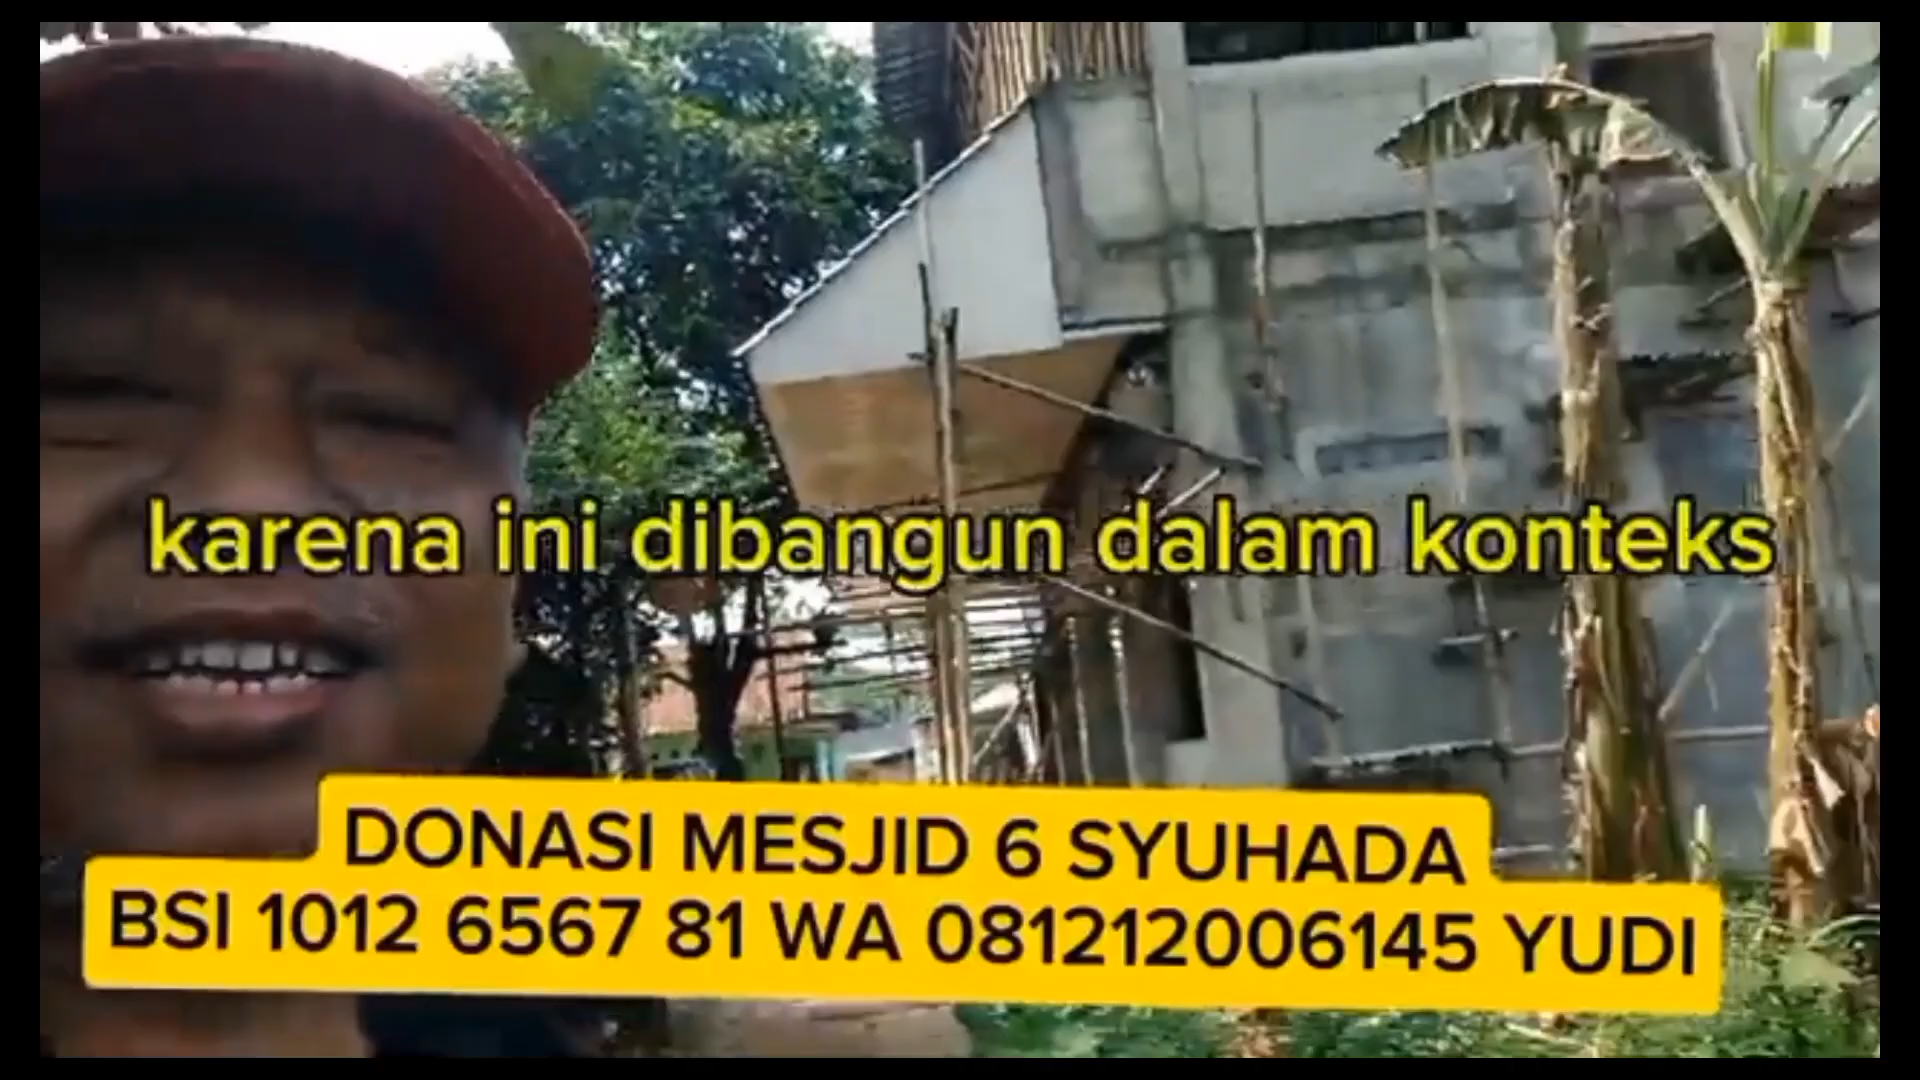 karena ini dibangun dalam konteks
DONASI MESJID 6 SYUHADA
BSI 1012 6567 81 WA 081212006145 YUDI